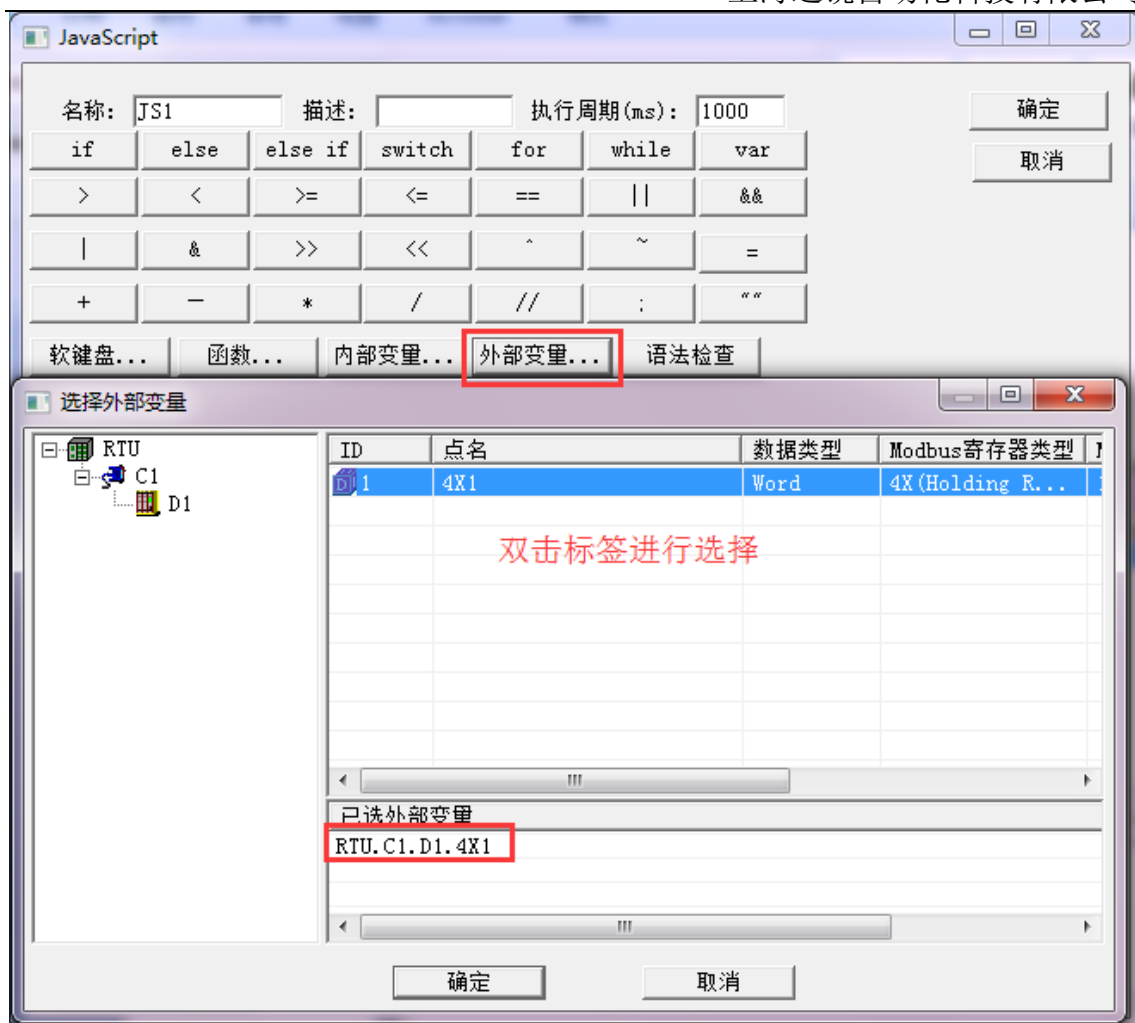 JavaScript
名称: JS1 描述: 执行周期(ms): 1000 确定
if else else if switch for while var 取消
> < >= <= == || &&
| & >> << ^ ~ =
+ - * / // ; ""
软键盘... 函数... 内部变量... 外部变量... 语法检查
选择外部变量
RTU
C1
D1
ID 点名 数据类型 Modbus寄存器类型
1 4X1 Word 4X(Holding R...
双击标签进行选择
已选外部变量
RTU.C1.D1.4X1
确定 取消